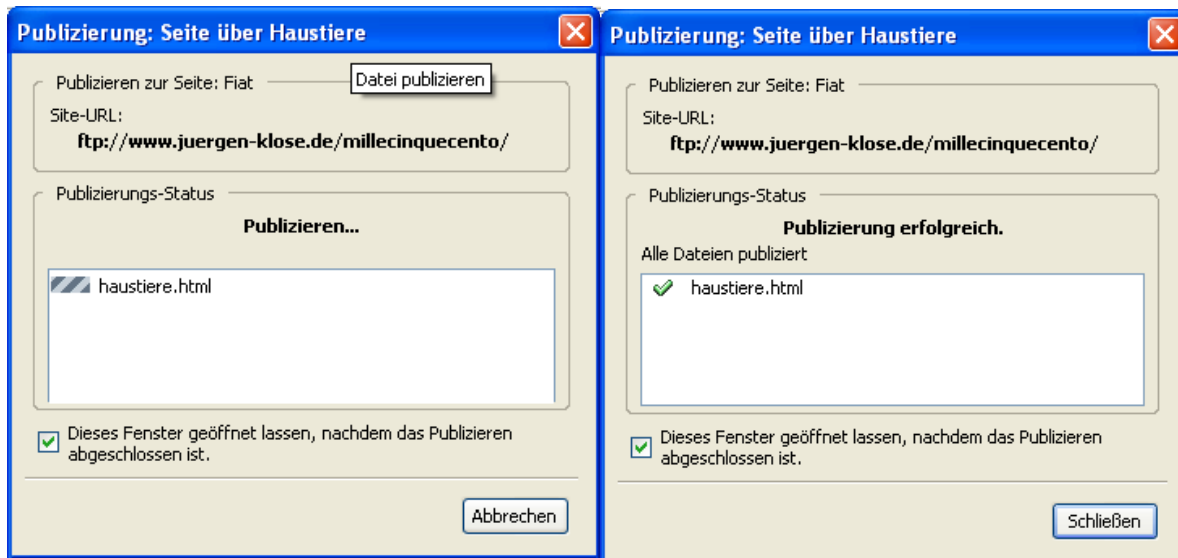 Publizierung: Seite über Haustiere
Publizieren zur Seite: Fiat
Datei publizieren
Site-URL:
ftp://www.juergen-klose.de/millecinquecento/
Publizierungs-Status
Publizieren...
haustiere.html
Dieses Fenster geöffnet lassen, nachdem das Publizieren
abgeschlossen ist.
Abbrechen
Publizierung: Seite über Haustiere
Publizieren zur Seite: Fiat
Site-URL:
ftp://www.juergen-klose.de/millecinquecento/
Publizierungs-Status
Publizierung erfolgreich.
Alle Dateien publiziert
haustiere.html
Dieses Fenster geöffnet lassen, nachdem das Publizieren
abgeschlossen ist.
Schließen